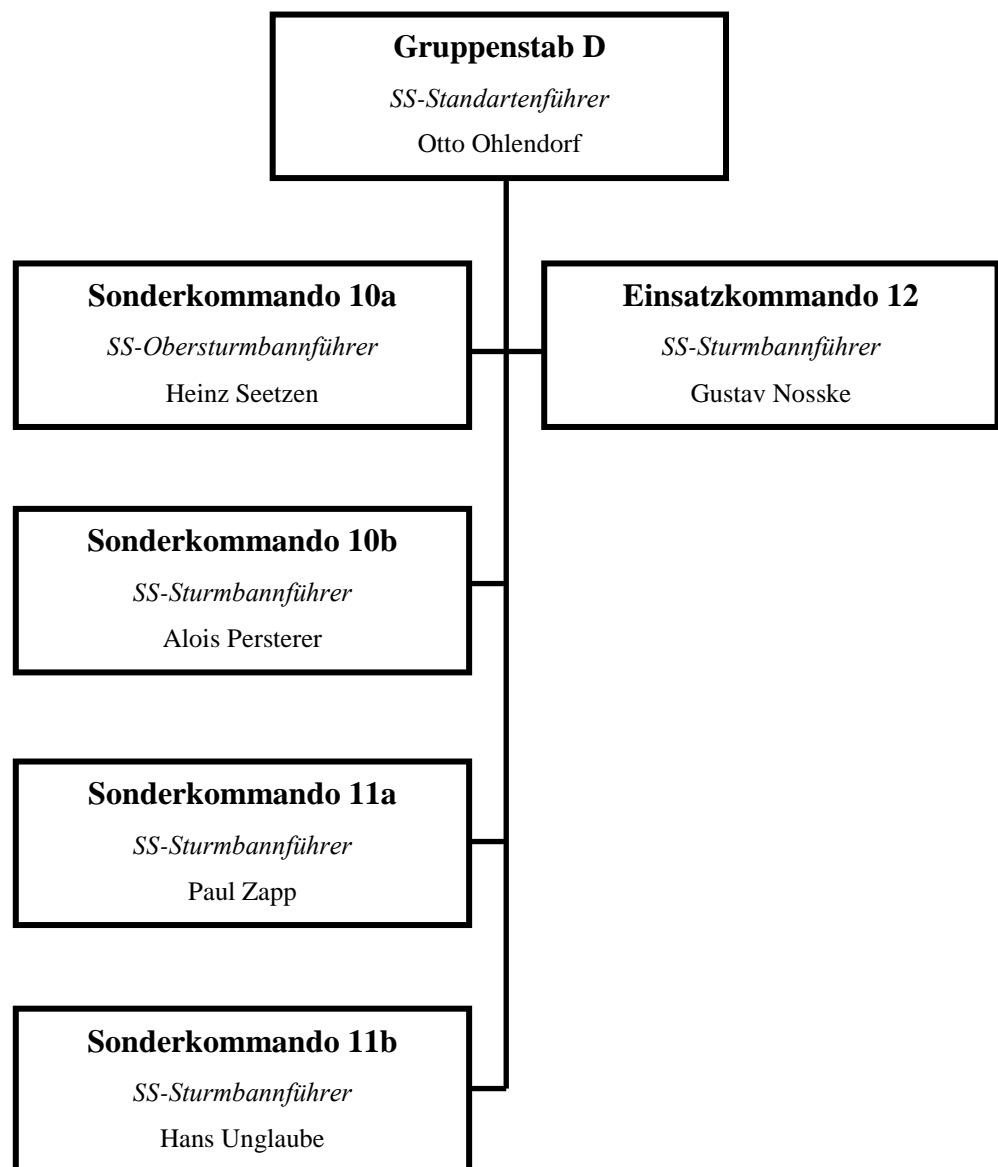 Gruppenstab D
SS-Standartenführer
Otto Ohlendorf
Sonderkommando 10a
SS-Obersturmbannführer
Heinz Seetzen
Einsatzkommando 12
SS-Sturmbannführer
Gustav Nosske
Sonderkommando 10b
SS-Sturmbannführer
Alois Persterer
Sonderkommando 11a
SS-Sturmbannführer
Paul Zapp
Sonderkommando 11b
SS-Sturmbannführer
Hans Unglaube